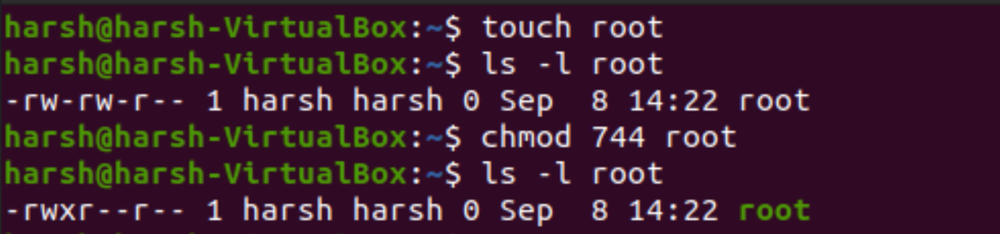 harsh@harsh-VirtualBox:~$ touch root
harsh@harsh-VirtualBox:~$ ls -l root
-rw-rw-r-- 1 harsh harsh 0 Sep  8 14:22 root
harsh@harsh-VirtualBox:~$ chmod 744 root
harsh@harsh-VirtualBox:~$ ls -l root
-rwxr--r-- 1 harsh harsh 0 Sep  8 14:22 root